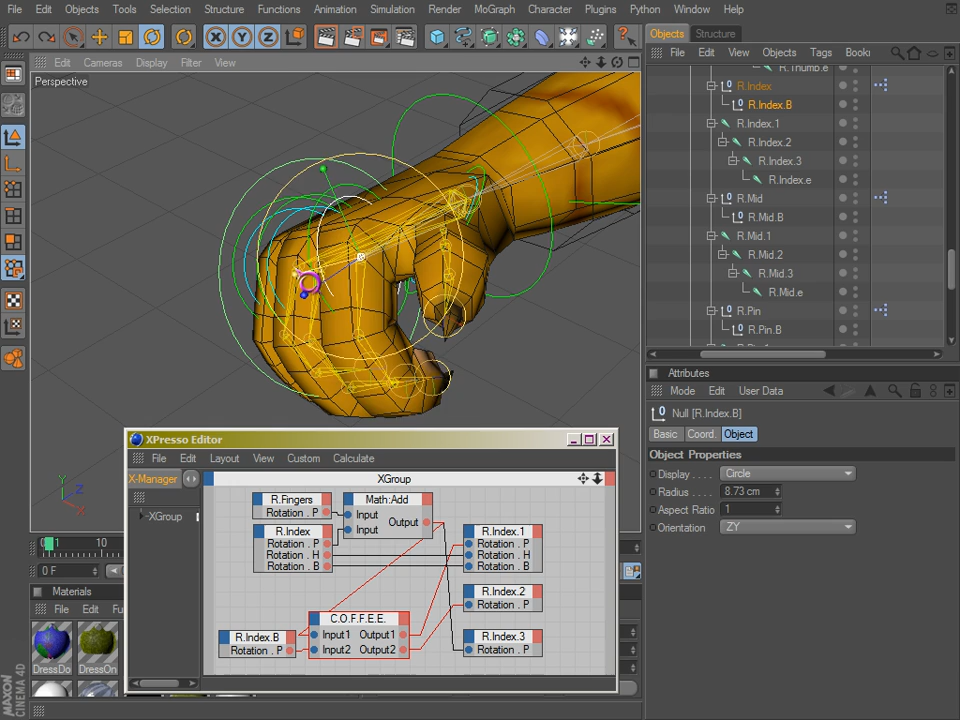 File Edit Objects Tools Selection Structure Functions Animation Simulation Render MoGraph Character Plugins Python Window Help
Objects Structure
Edit Cameras Display Filter View
File Edit View Objects Tags Booki
Perspective
R.Thumb.e
R.Index
R.Index.B
R.Index.1
R.Index.2
R.Index.3
R.Index.e
R.Mid
R.Mid.B
R.Mid.1
R.Mid.2
R.Mid.3
R.Mid.e
R.Pin
R.Pin.B
Attributes
Mode Edit User Data
Null [R.Index.B]
Basic Coord. Object
Object Properties
Display . . . . Circle
Radius . . . . 8.73 cm
Aspect Ratio 1
Orientation ZY
Y Z X
XPresso Editor
File Edit Layout View Custom Calculate
X-Manager
XGroup
XGroup
R.Fingers
Rotation . P
Math:Add
Input
Input
Output
R.Index
Rotation . P
Rotation . H
Rotation . B
R.Index.1
Rotation . P
Rotation . H
Rotation . B
R.Index.2
Rotation . P
R.Index.3
Rotation . P
C.O.F.F.E.E.
Input1 Output1
Input2 Output2
R.Index.B
Rotation . P
10
0 F
Materials
File Edit Fu
DressDo DressOn
MAXON
CINEMA 4D